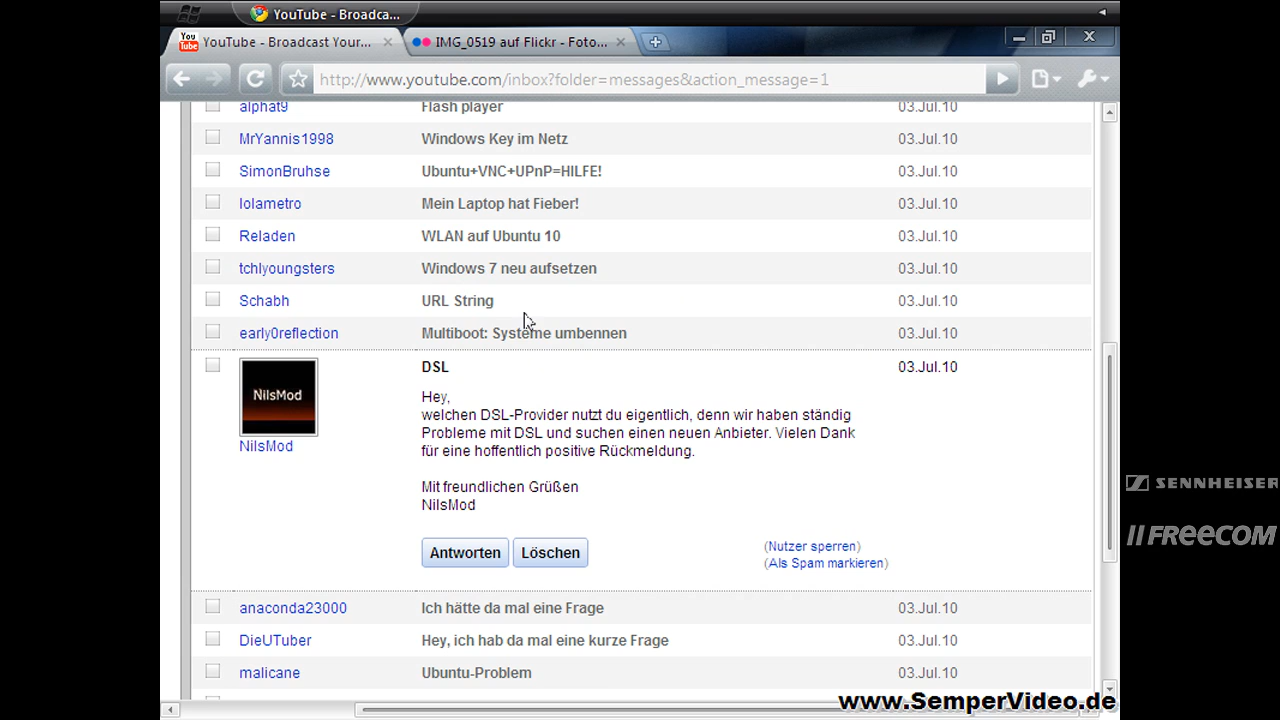 YouTube - Broadca...
You Tube YouTube - Broadcast Your...
IMG_0519 auf Flickr - Foto...
http://www.youtube.com/inbox?folder=messages&action_message=1
alphat9 Flash player 03.Jul.10
MrYannis1998 Windows Key im Netz 03.Jul.10
SimonBruhse Ubuntu+VNC+UPnP=HILFE! 03.Jul.10
lolametro Mein Laptop hat Fieber! 03.Jul.10
Reladen WLAN auf Ubuntu 10 03.Jul.10
tchlyoungsters Windows 7 neu aufsetzen 03.Jul.10
Schabh URL String 03.Jul.10
early0reflection Multiboot: Systeme umbennen 03.Jul.10
DSL 03.Jul.10
NilsMod
NilsMod
Hey,
welchen DSL-Provider nutzt du eigentlich, denn wir haben ständig
Probleme mit DSL und suchen einen neuen Anbieter. Vielen Dank
für eine hoffentlich positive Rückmeldung.
Mit freundlichen Grüßen
NilsMod
Antworten Löschen
(Nutzer sperren)
(Als Spam markieren)
anaconda23000 Ich hätte da mal eine Frage 03.Jul.10
DieUTuber Hey, ich hab da mal eine kurze Frage 03.Jul.10
malicane Ubuntu-Problem 03.Jul.10
www.SemperVideo.de
SENNHEISER
FREECOM